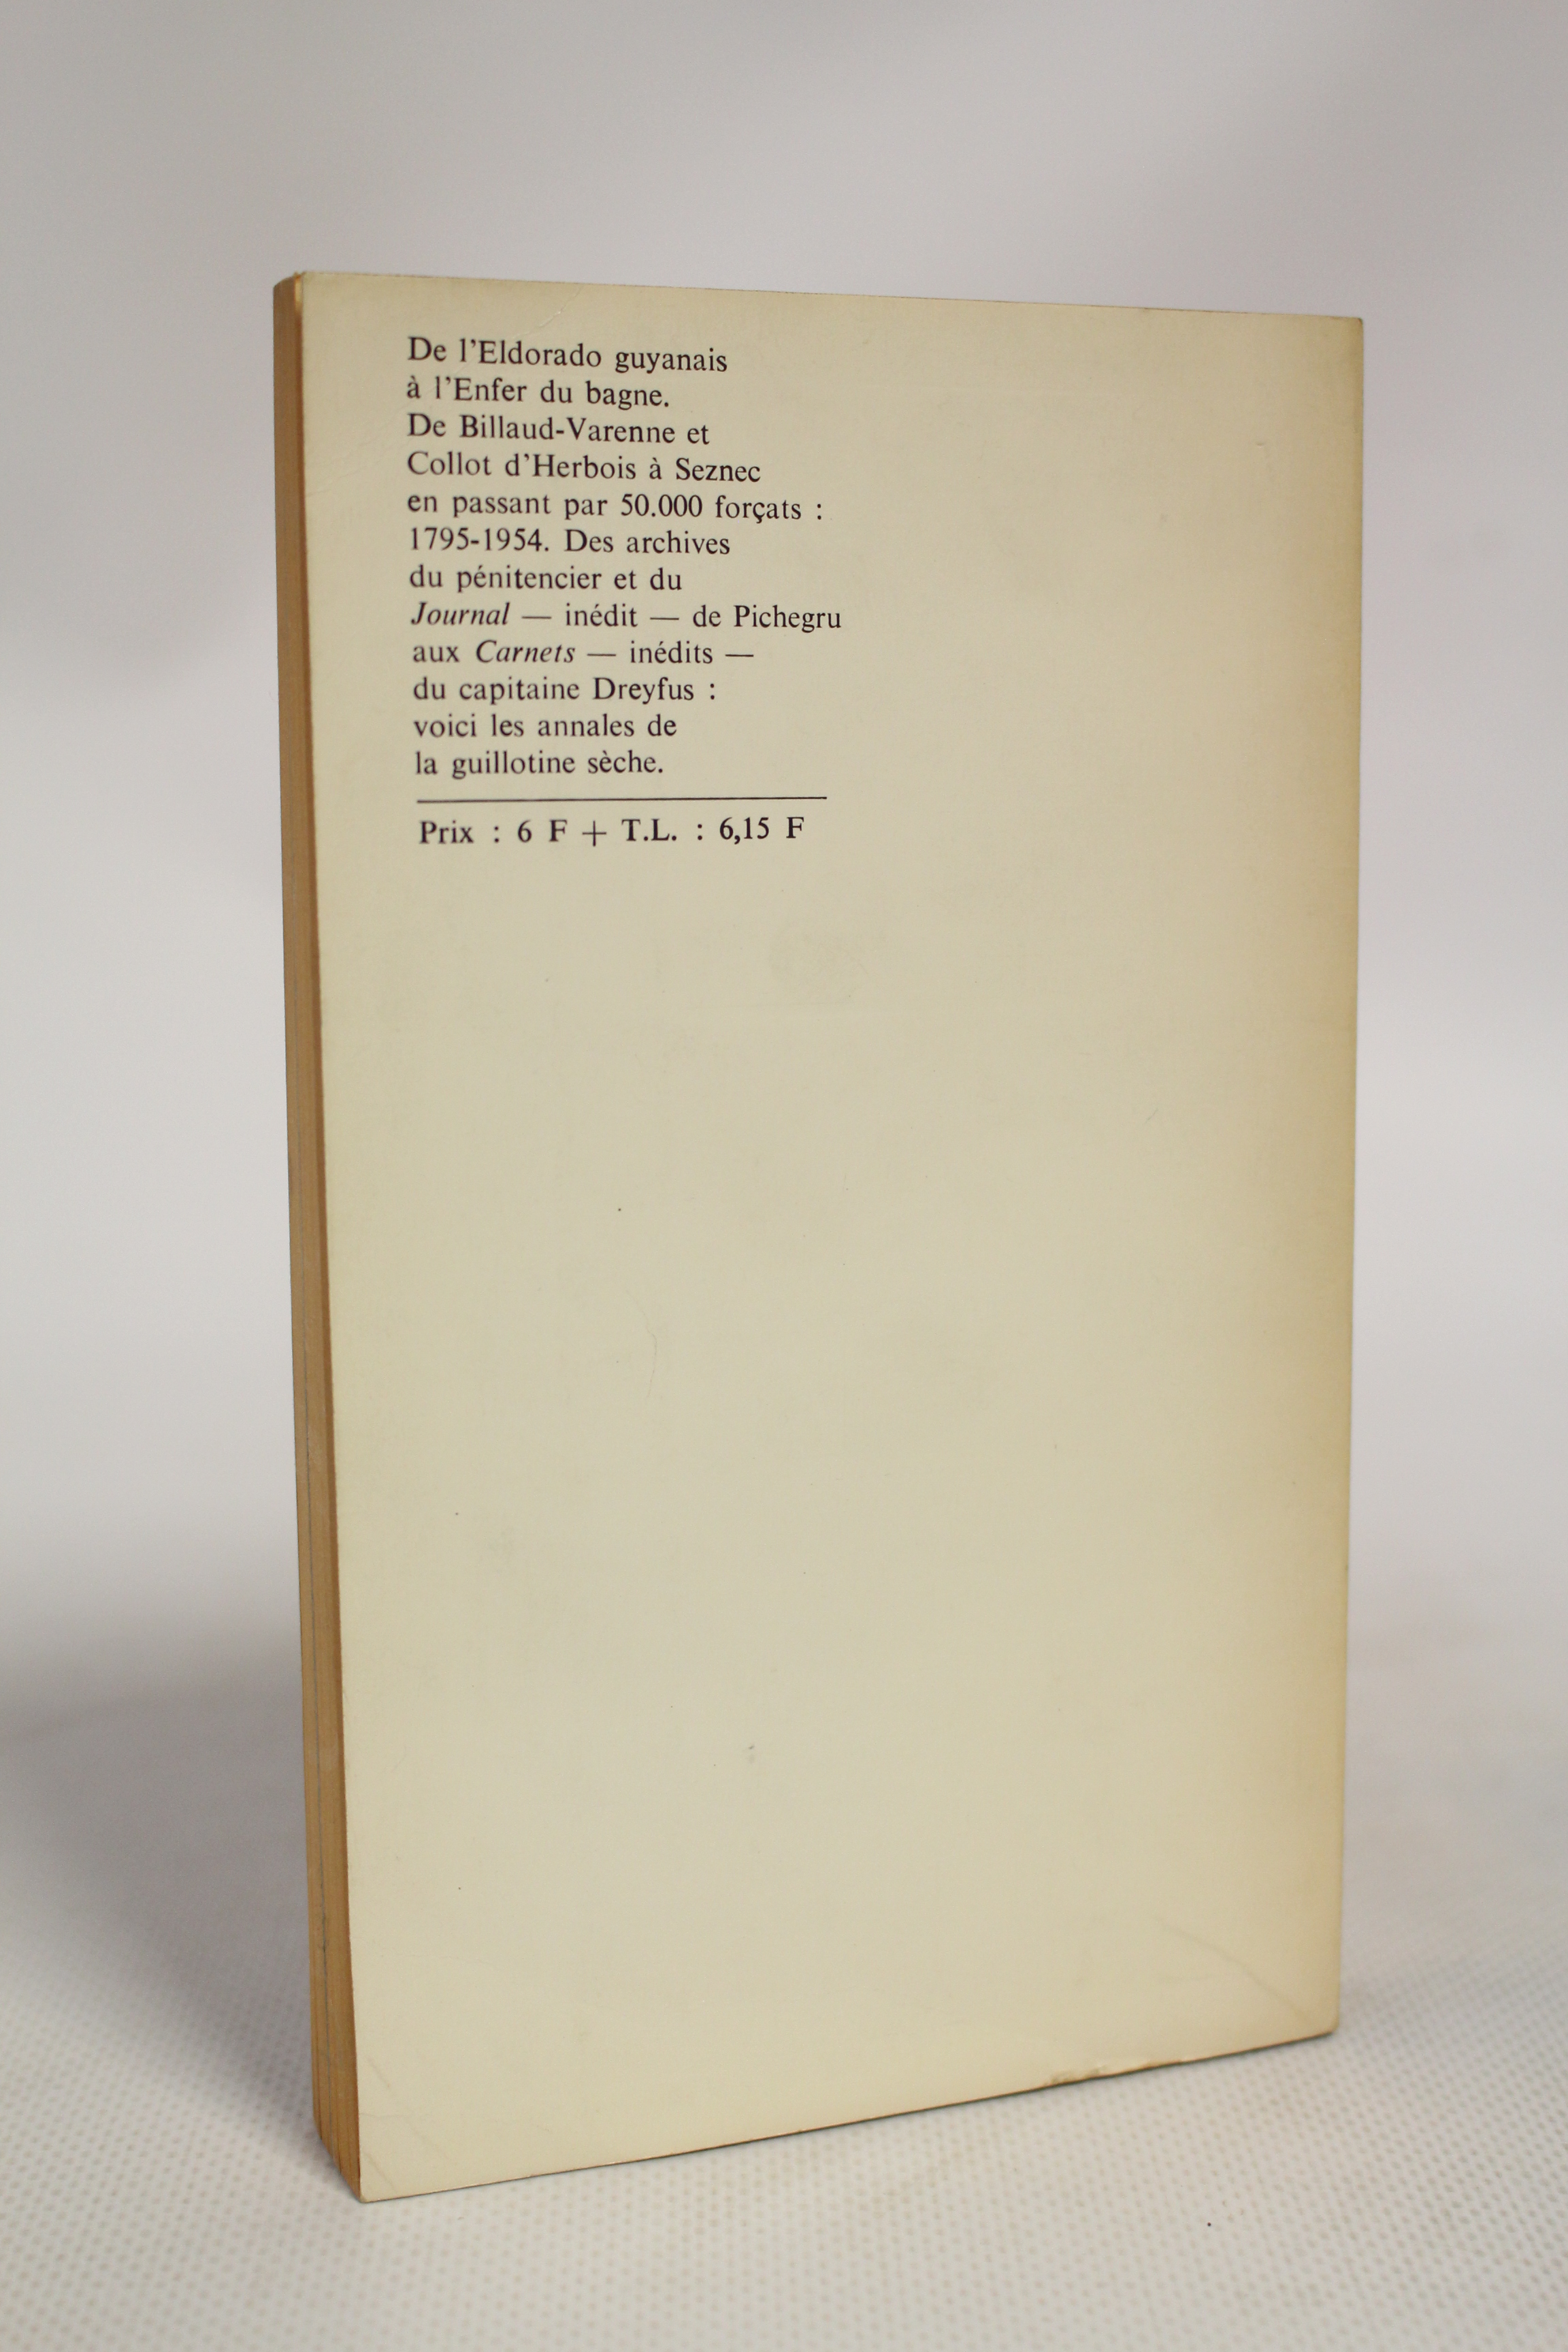 De l'Eldorado guyanais
à l'Enfer du bagne.
De Billaud-Varenne et
Collot d'Herbois à Seznec
en passant par 50.000 forçats :
1795-1954. Des archives
du pénitencier et du
Journal — inédit — de Pichegru
aux Carnets — inédits —
du capitaine Dreyfus :
voici les annales de
la guillotine sèche.
Prix : 6 F + T.L. : 6,15 F